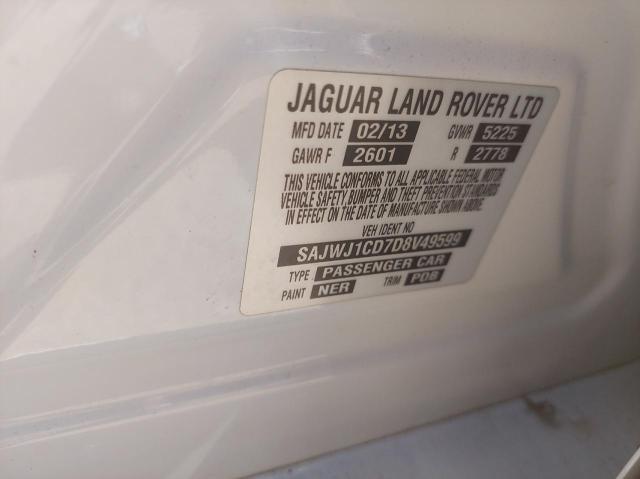 JAGUAR LAND ROVER LTD
MFD DATE 02/13 GVWR 5225
GAWR F 2601 R 2778
THIS VEHICLE CONFORMS TO ALL APPLICABLE FEDERAL MOTOR
VEHICLE SAFETY BUMPER AND THEFT PREVENTION STANDARDS
IN EFFECT ON THE DATE OF MANUFACTURE SHOWN ABOVE.
VEH IDENT NO
SAJWJ1CD7D8V49599
TYPE PASSENGER CAR
PAINT NER TRIM PDB